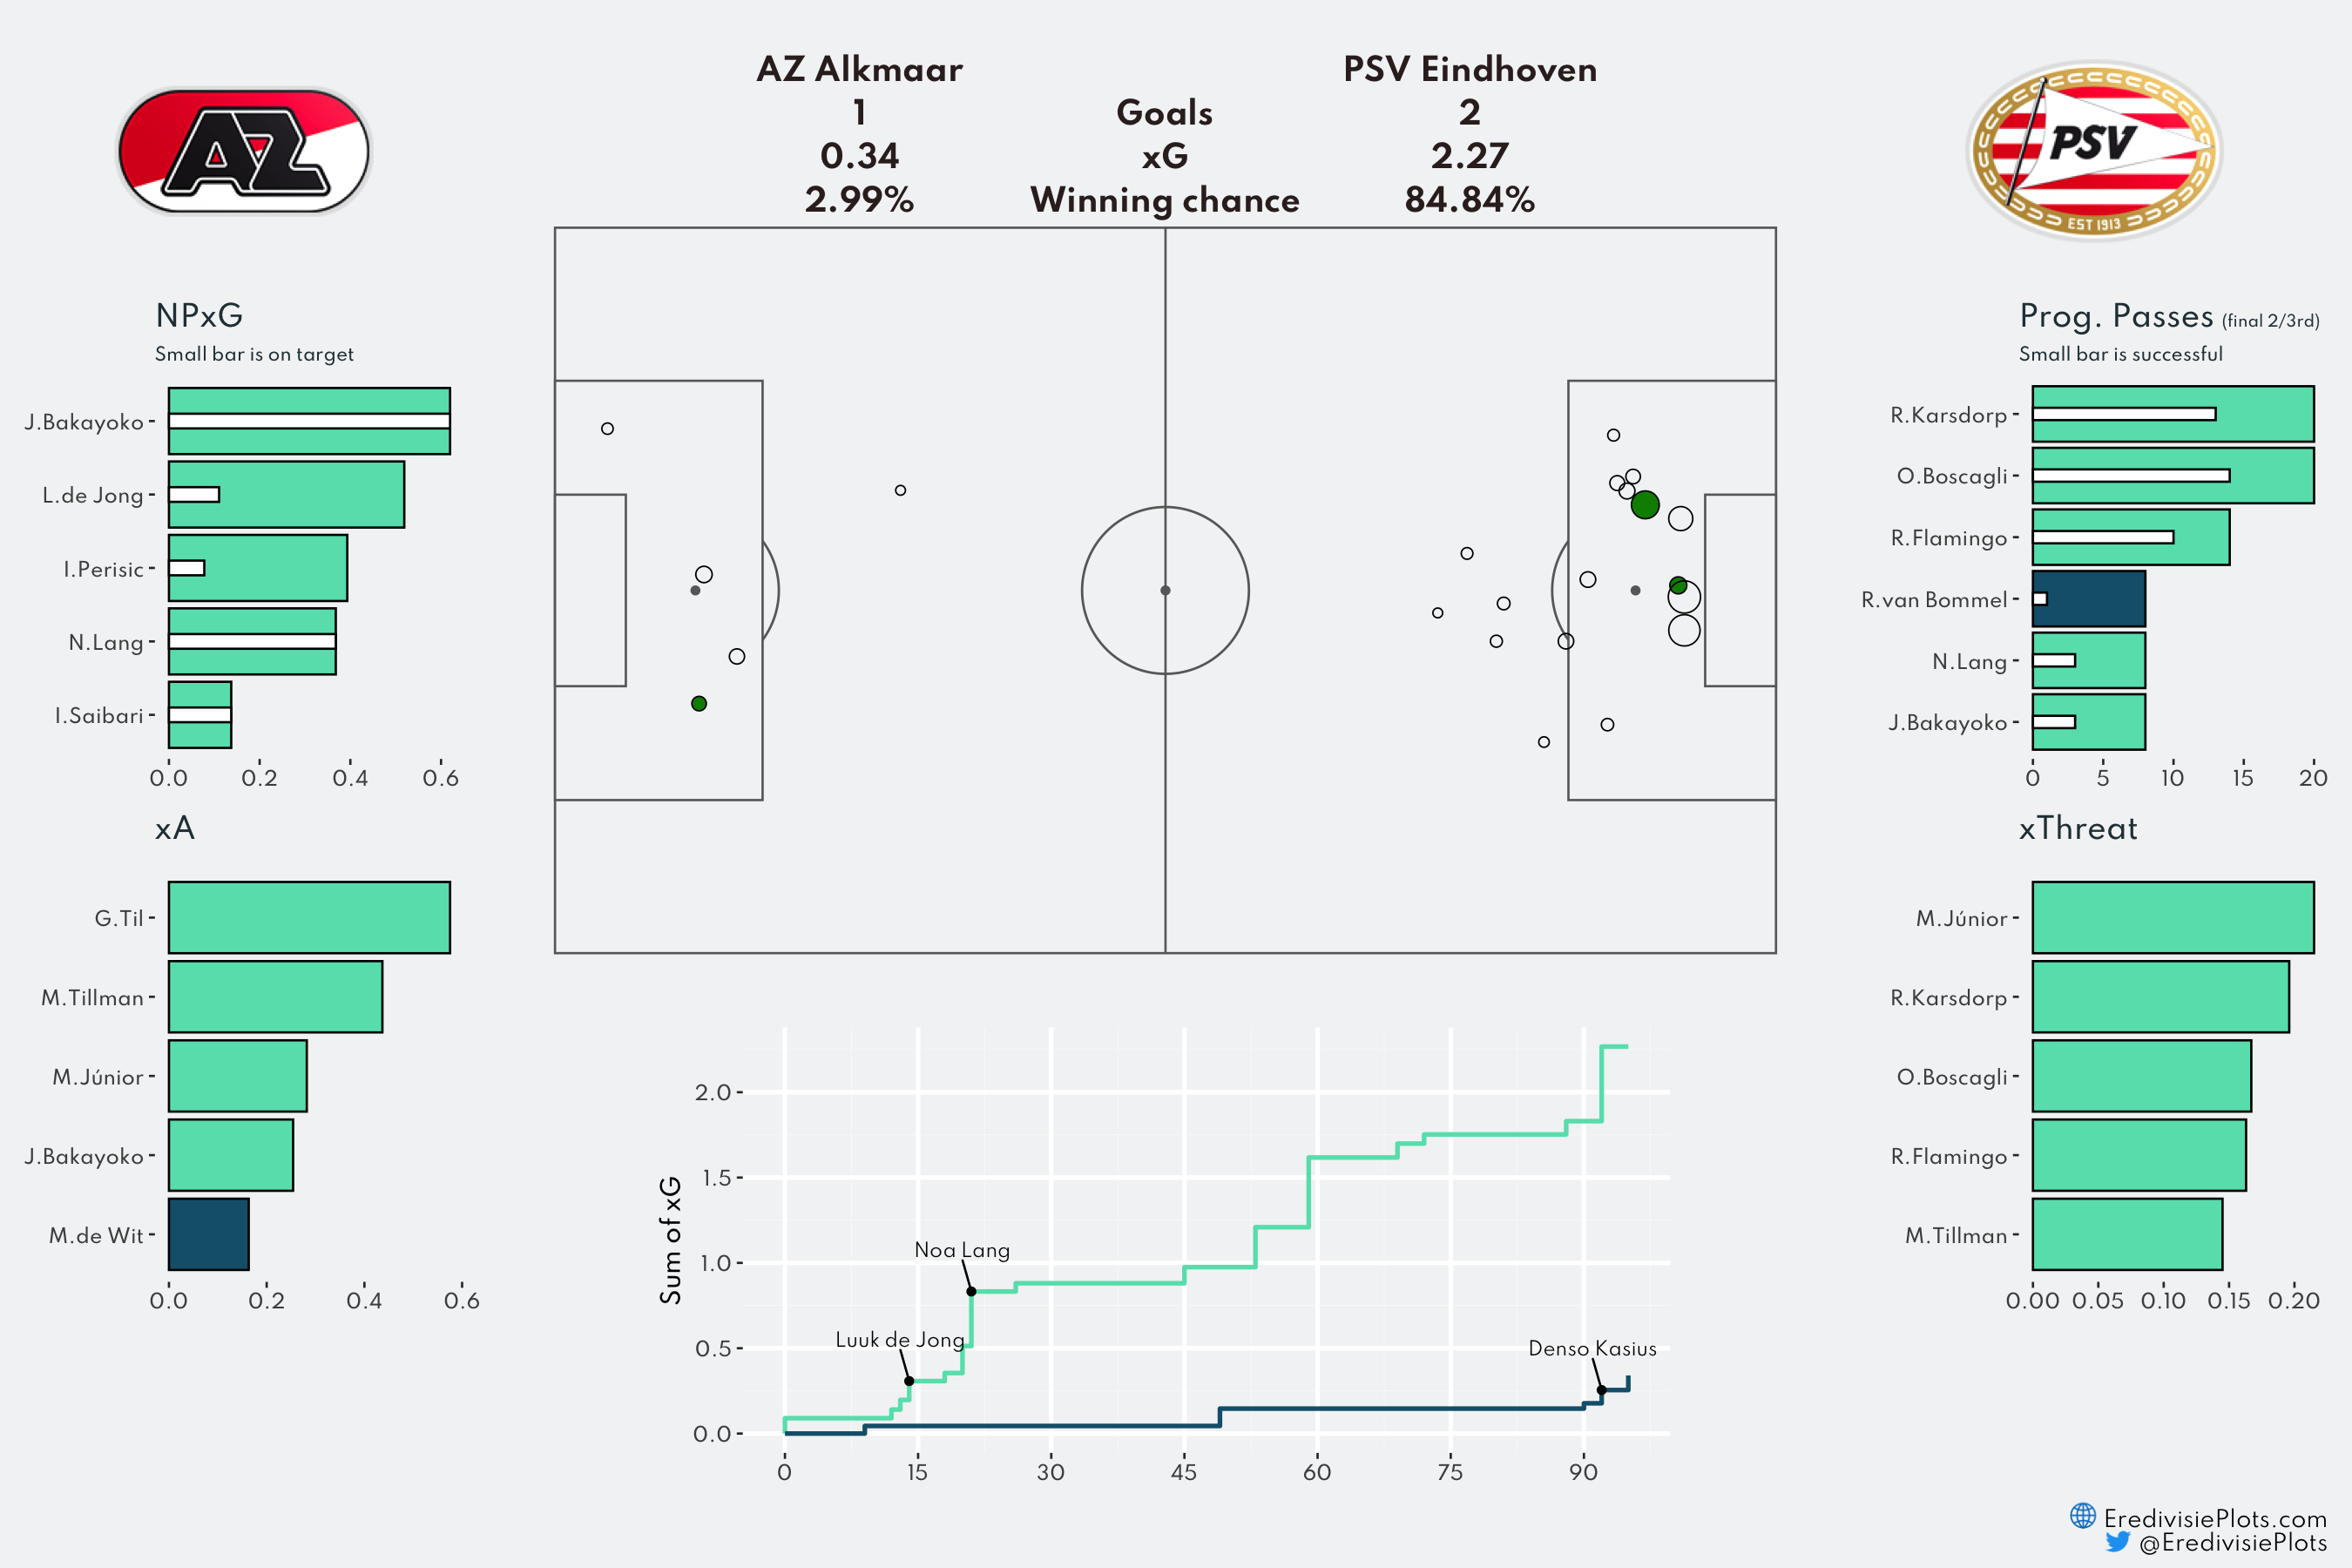 AZ Alkmaar PSV Eindhoven
1 Goals 2
0.34 xG 2.27
2.99% Winning chance 84.84%
AZ
PSV
EST 1913
NPxG
Small bar is on target
J.Bakayoko
L.de Jong
I.Perisic
N.Lang
I.Saibari
0.0 0.2 0.4 0.6
xA
G.Til
M.Tillman
M.Júnior
J.Bakayoko
M.de Wit
0.0 0.2 0.4 0.6
Sum of xG
2.0
1.5
1.0
0.5
0.0
Noa Lang
Luuk de Jong
Denso Kasius
0 15 30 45 60 75 90
Prog. Passes (final 2/3rd)
Small bar is successful
R.Karsdorp
O.Boscagli
R.Flamingo
R.van Bommel
N.Lang
J.Bakayoko
0 5 10 15 20
xThreat
M.Júnior
R.Karsdorp
O.Boscagli
R.Flamingo
M.Tillman
0.00 0.05 0.10 0.15 0.20
EredivisiePlots.com
@EredivisiePlots